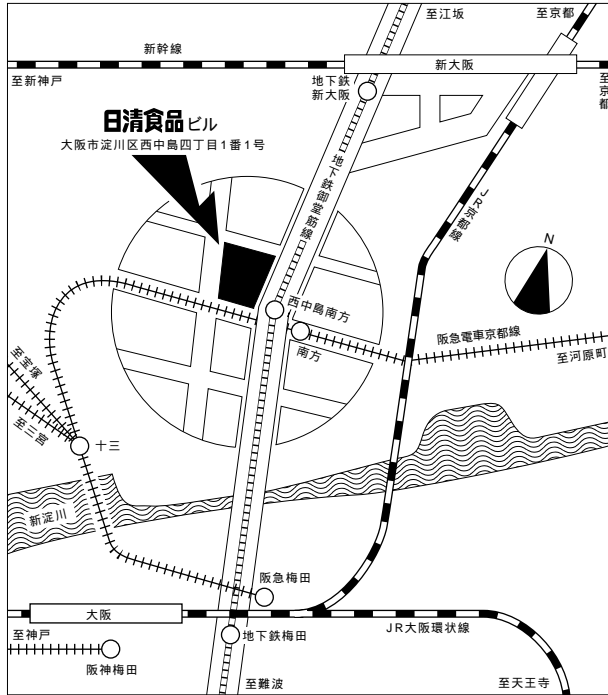 至江坂
至京都
新幹線
新大阪
至新神戸
地下鉄
新大阪
至京都
日清食品ビル
大阪市淀川区西中島四丁目1番1号
地下鉄御堂筋線
JR京都線
N
西中島南方
南方
阪急電車京都線
至河原町
至宝塚
至三宮
十三
新淀川
阪急梅田
大阪
地下鉄梅田
JR大阪環状線
至神戸
阪神梅田
至難波
至天王寺